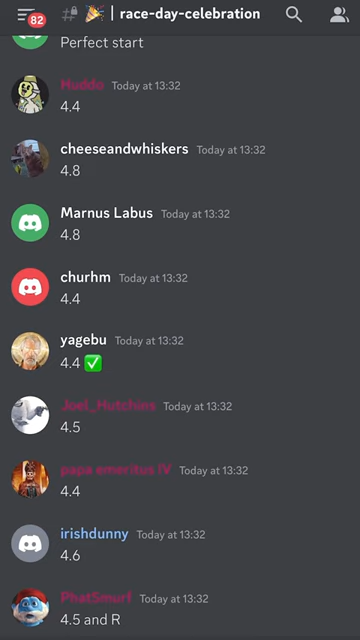 82
🎉 | race-day-celebration
Perfect start
Huddo Today at 13:32
4.4
cheeseandwhiskers Today at 13:32
4.8
Marnus Labus Today at 13:32
4.8
churhm Today at 13:32
4.4
yagebu Today at 13:32
4.4 ✅
Joel_Hutchins Today at 13:32
4.5
papa emeritus IV Today at 13:32
4.4
irishdunny Today at 13:32
4.6
PhatSmurf Today at 13:32
4.5 and R